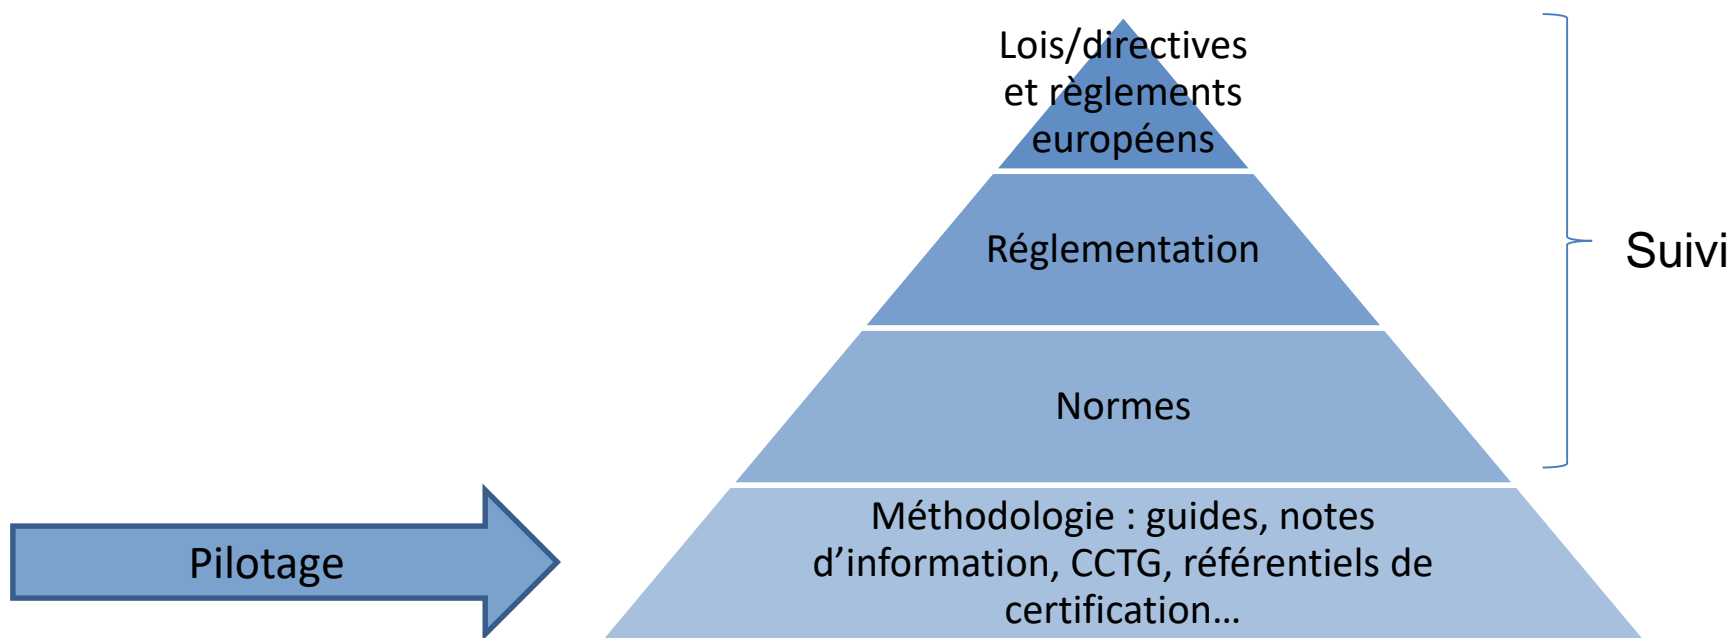 Lois/directives
et règlements
européens
Réglementation
Suivi
Normes
Méthodologie : guides, notes
d’information, CCTG, référentiels de
certification…
Pilotage